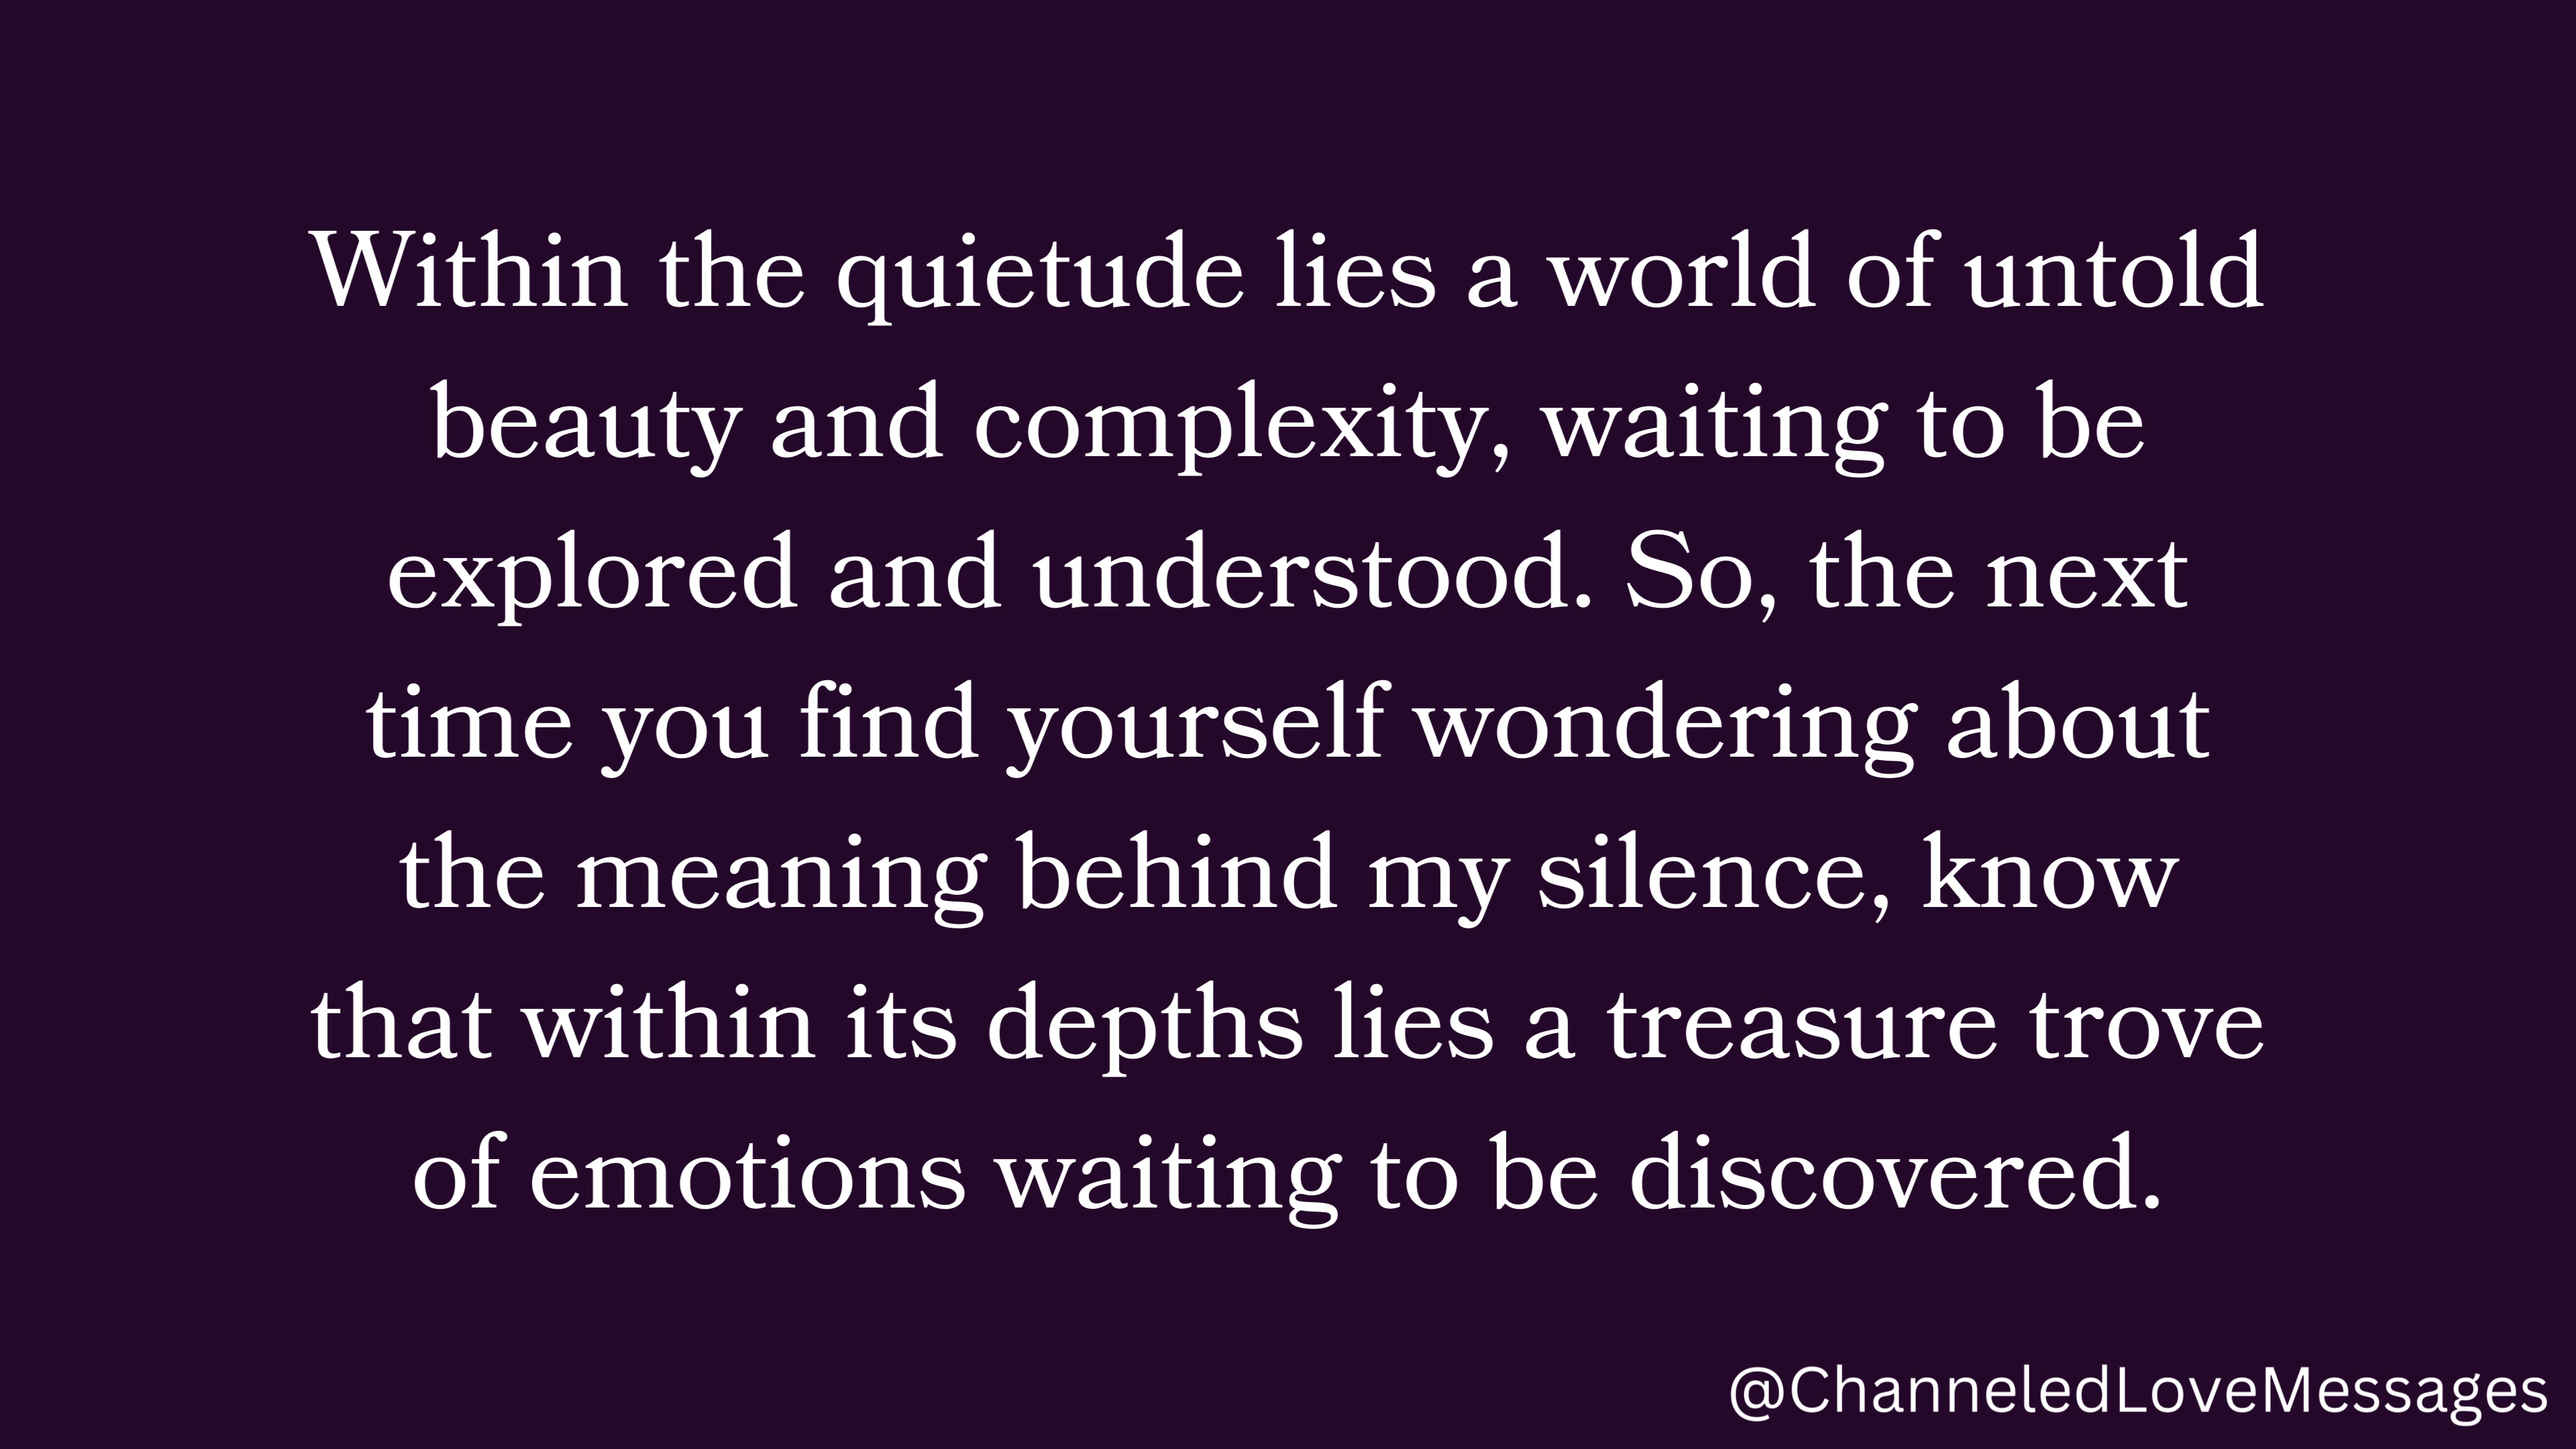 Within the quietude lies a world of untold
beauty and complexity, waiting to be
explored and understood. So, the next
time you find yourself wondering about
the meaning behind my silence, know
that within its depths lies a treasure trove
of emotions waiting to be discovered.
@ChanneledLoveMessages